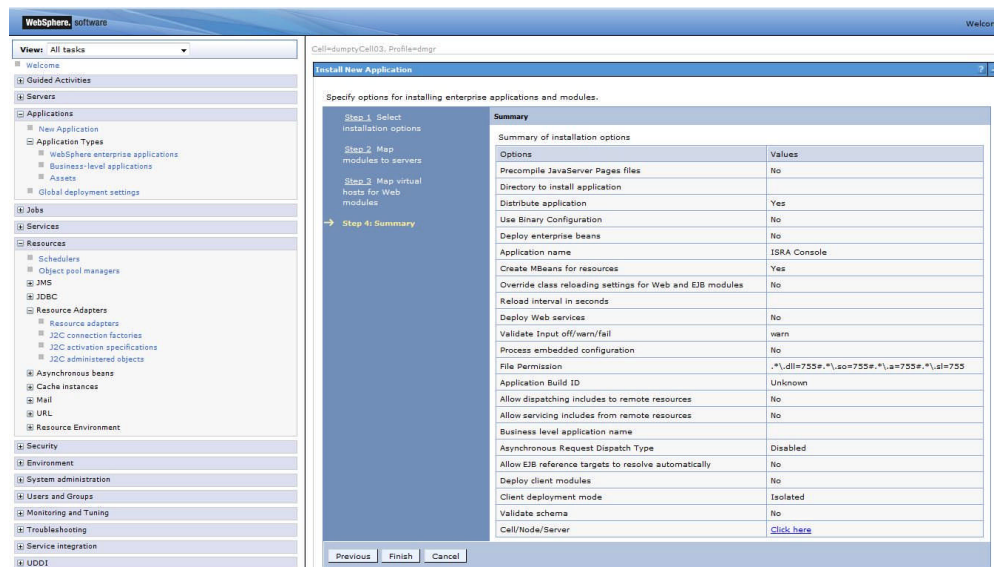 WebSphere. software
Welcom
View: All tasks
Welcome
Guided Activities
Servers
Applications
New Application
Application Types
WebSphere enterprise applications
Business-level applications
Assets
Global deployment settings
Jobs
Services
Resources
Schedulers
Object pool managers
JMS
JDBC
Resource Adapters
Resource adapters
J2C connection factories
J2C activation specifications
J2C administered objects
Asynchronous beans
Cache instances
Mail
URL
Resource Environment
Security
Environment
System administration
Users and Groups
Monitoring and Tuning
Troubleshooting
Service integration
UDDI
Cell=dumptyCell03, Profile=dmgr
Install New Application ?
Specify options for installing enterprise applications and modules.
Step 1 Select
installation options
Step 2 Map
modules to servers
Step 3 Map virtual
hosts for Web
modules
→ Step 4: Summary
Summary
Summary of installation options
Options Values
Precompile JavaServer Pages files No
Directory to install application
Distribute application Yes
Use Binary Configuration No
Deploy enterprise beans No
Application name ISRA Console
Create MBeans for resources Yes
Override class reloading settings for Web and EJB modules No
Reload interval in seconds
Deploy Web services No
Validate Input off/warn/fail warn
Process embedded configuration No
File Permission .*\.dll=755#.*\.so=755#.*\.a=755#.*\.sl=755
Application Build ID Unknown
Allow dispatching includes to remote resources No
Allow servicing includes from remote resources No
Business level application name
Asynchronous Request Dispatch Type Disabled
Allow EJB reference targets to resolve automatically No
Deploy client modules No
Client deployment mode Isolated
Validate schema No
Cell/Node/Server Click here
Previous Finish Cancel